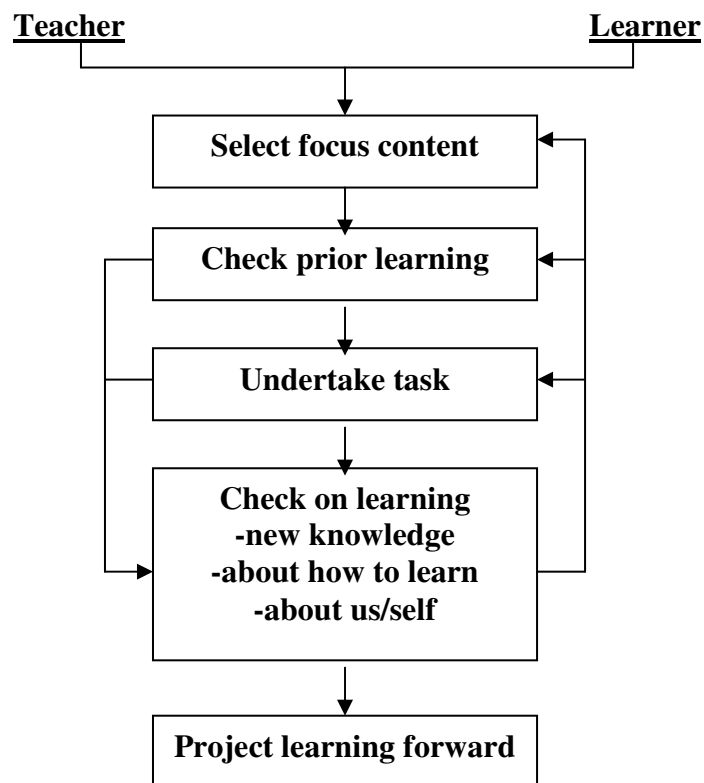 Teacher
Learner
Select focus content
Check prior learning
Undertake task
Check on learning
-new knowledge
-about how to learn
-about us/self
Project learning forward